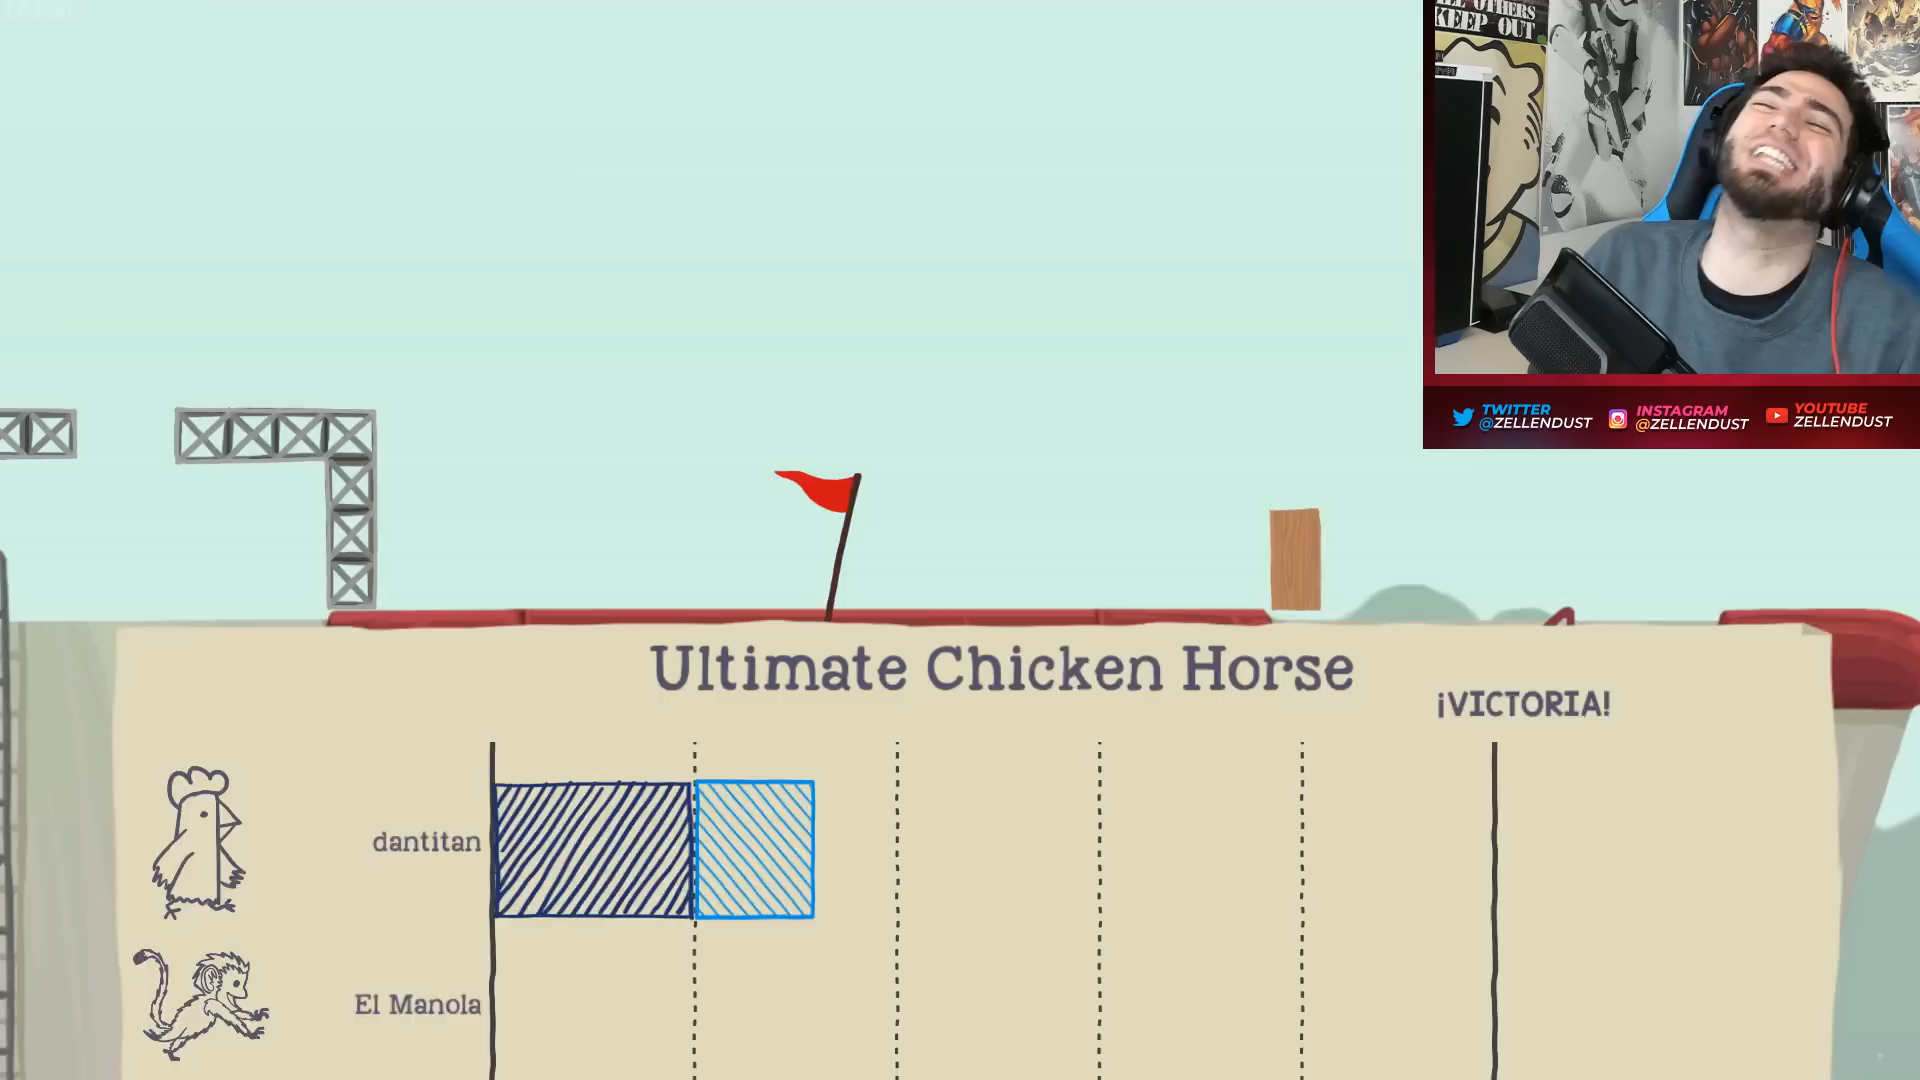 ALL OTHERS
KEEP OUT
TWITTER
@ZELLENDUST
INSTAGRAM
@ZELLENDUST
YOUTUBE
ZELLENDUST
Ultimate Chicken Horse
¡VICTORIA!
dantitan
El Manola